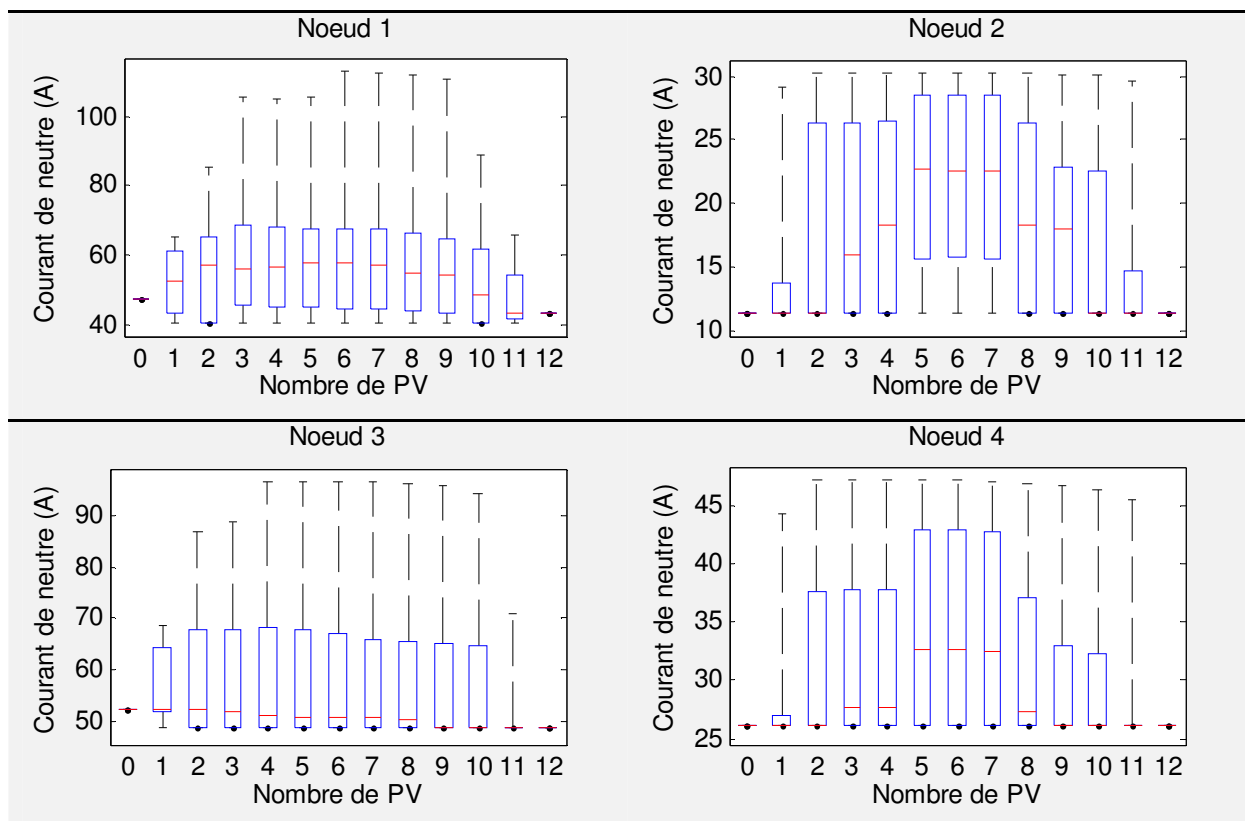 Noeud 1
Courant de neutre (A)
100
80
60
40
0 1 2 3 4 5 6 7 8 9 10 11 12
Nombre de PV
Noeud 2
Courant de neutre (A)
30
25
20
15
10
0 1 2 3 4 5 6 7 8 9 10 11 12
Nombre de PV
Noeud 3
Courant de neutre (A)
90
80
70
60
50
0 1 2 3 4 5 6 7 8 9 10 11 12
Nombre de PV
Noeud 4
Courant de neutre (A)
45
40
35
30
25
0 1 2 3 4 5 6 7 8 9 10 11 12
Nombre de PV